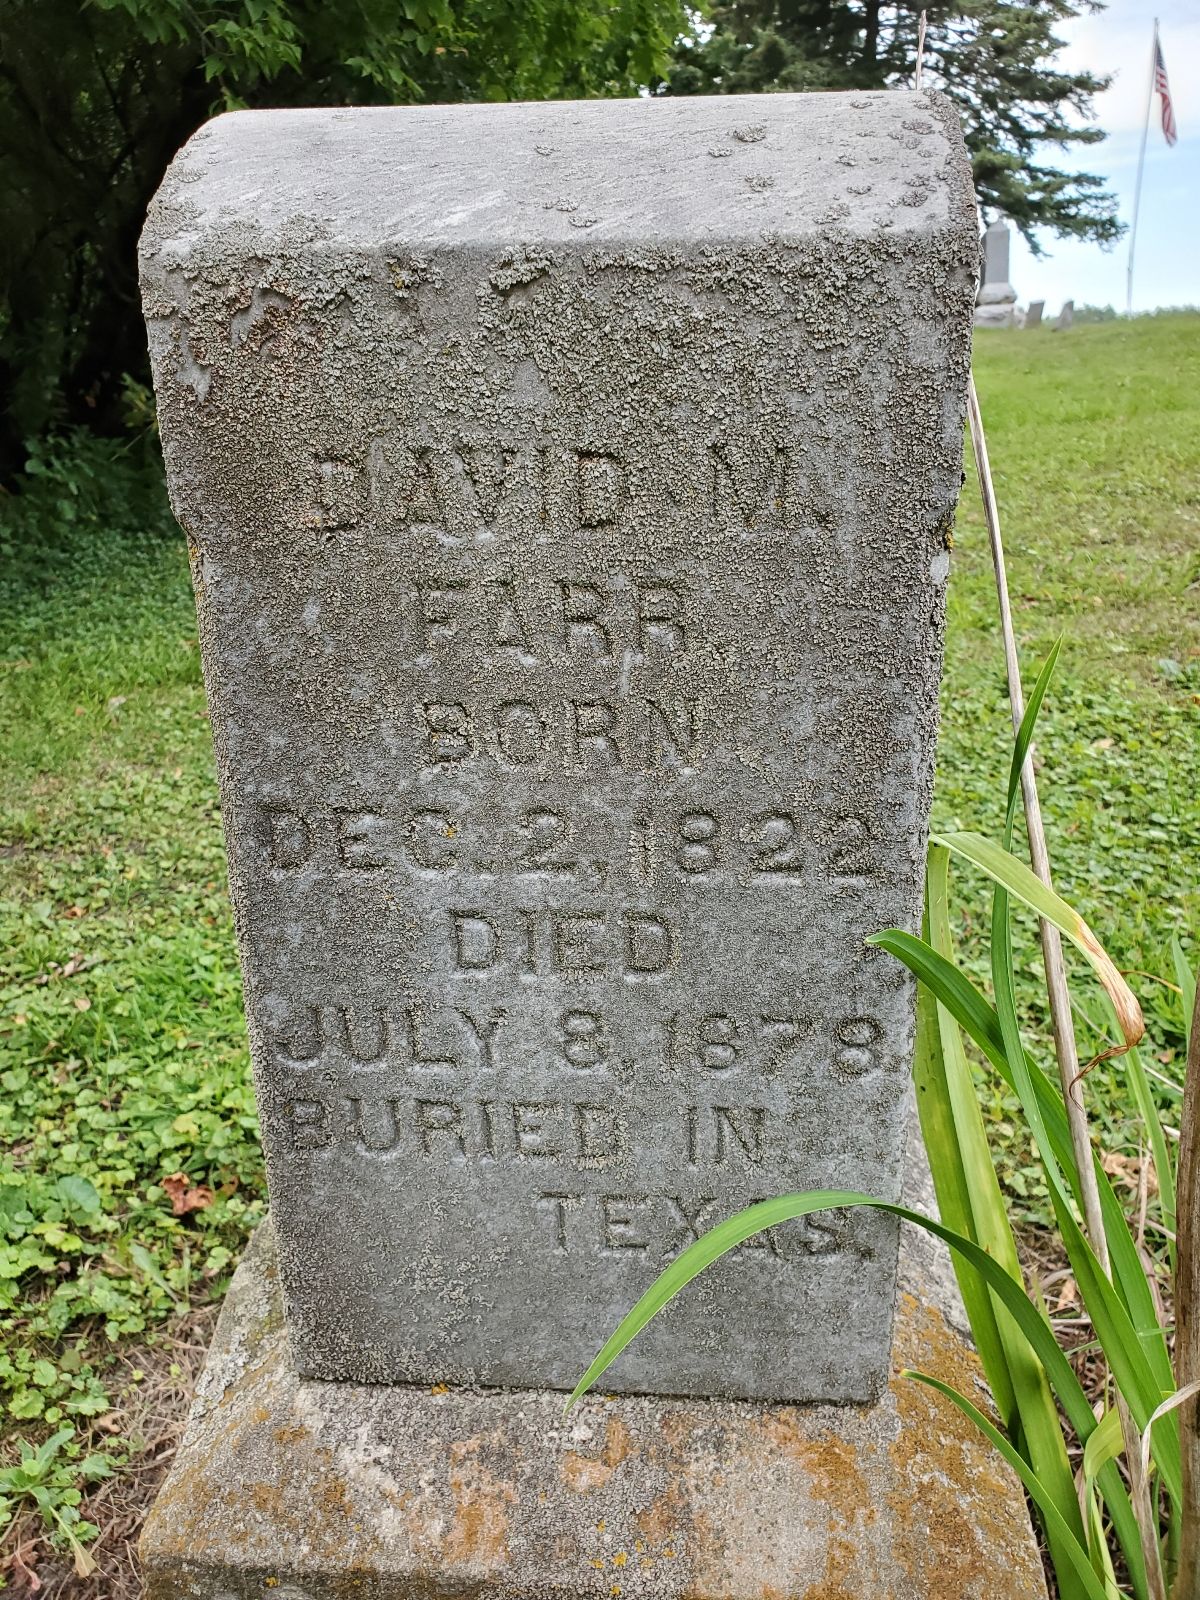 DAVID M.
FARR
BORN
DEC. 2, 1822
DIED
JULY 8, 1878
BURIED IN
TEXAS.